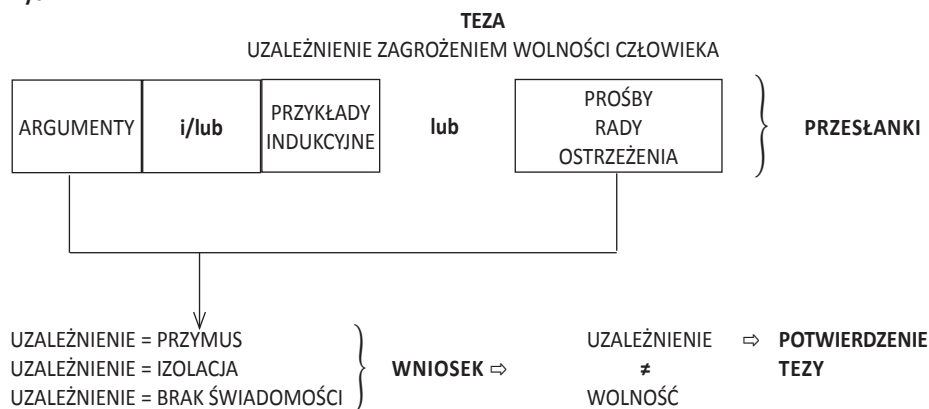 TEZA
UZALEŻNIENIE ZAGROŻENIEM WOLNOŚCI CZŁOWIEKA
ARGUMENTY
i/lub
PRZYKŁADY
INDUKCYJNE
lub
PROŚBY
RADY
OSTRZEŻENIA
PRZESŁANKI
UZALEŻNIENIE = PRZYMUS
UZALEŻNIENIE = IZOLACJA
UZALEŻNIENIE = BRAK ŚWIADOMOŚCI
WNIOSEK ⇨
UZALEŻNIENIE
≠
WOLNOŚĆ
⇨ POTWIERDZENIE
TEZY